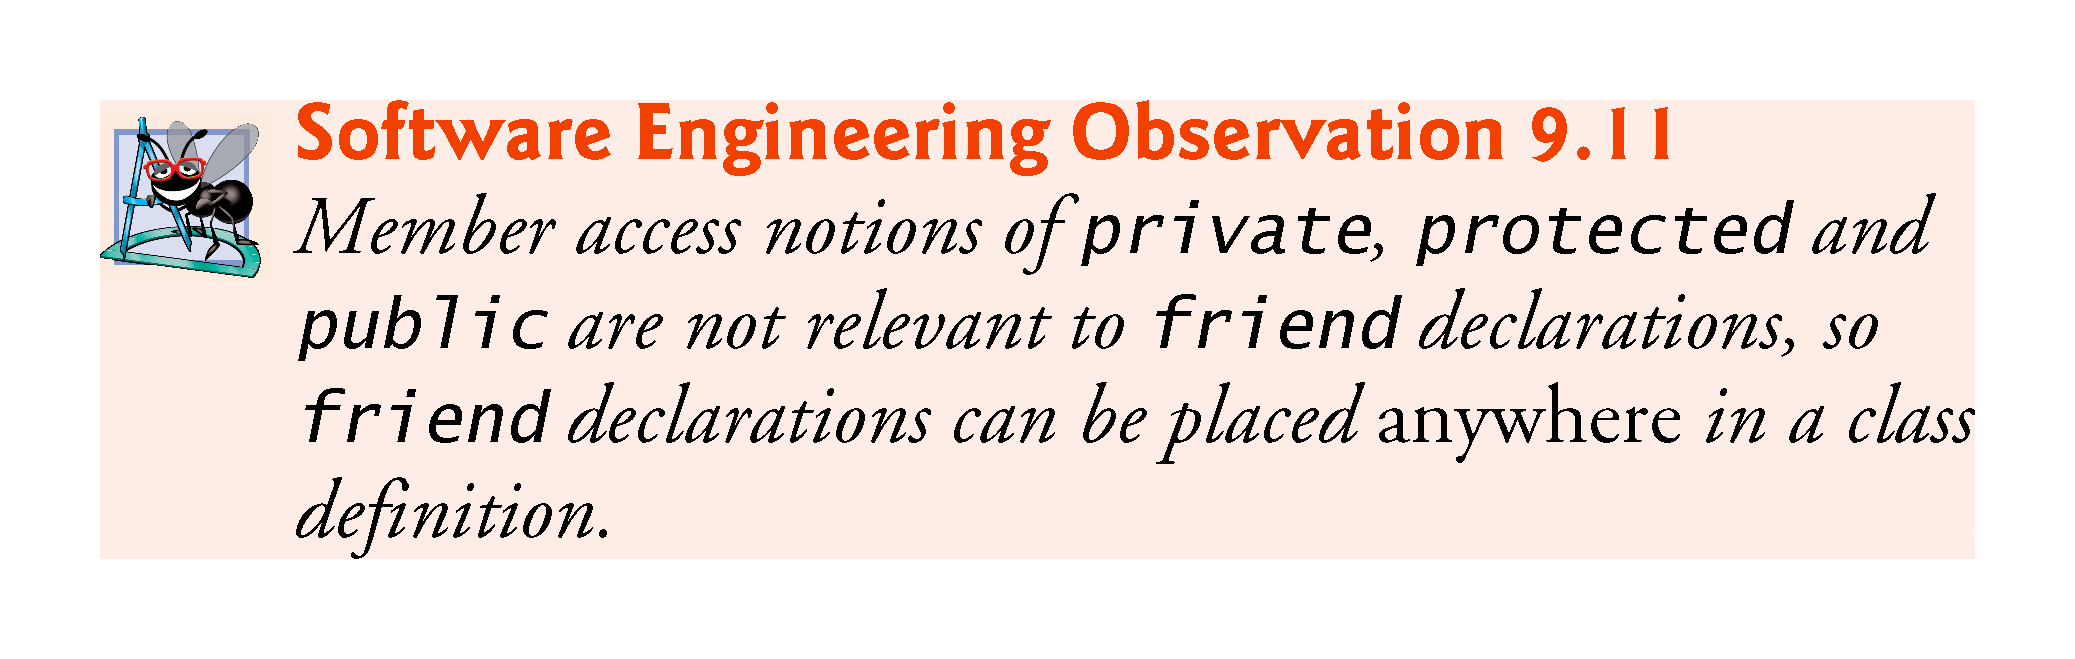 Software Engineering Observation 9.11
Member access notions of private, protected and
public are not relevant to friend declarations, so
friend declarations can be placed anywhere in a class
definition.